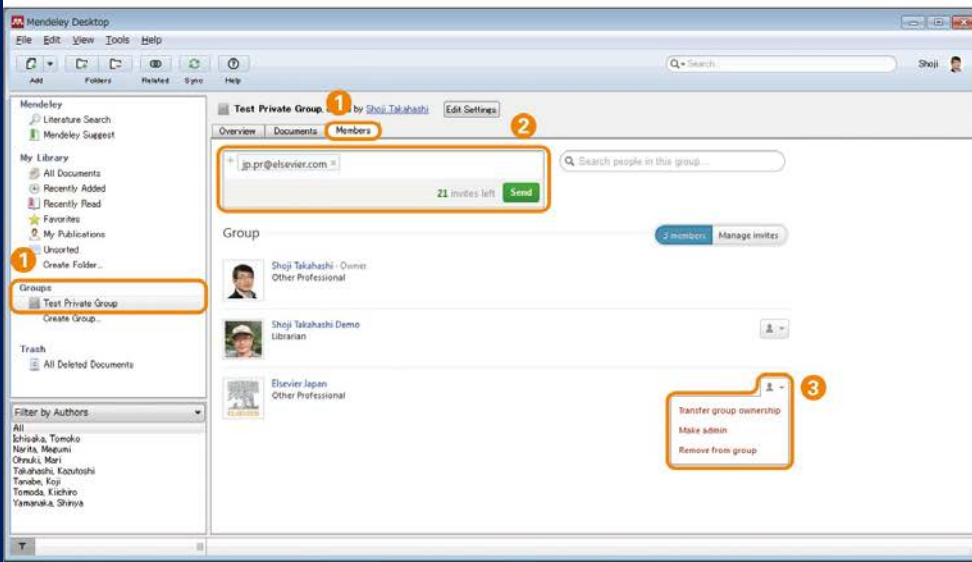 Mendeley Desktop
File Edit View Tools Help
Add Folders Related Sync Help
Search...
Shoji
Mendeley
Literature Search
Mendeley Suggest
My Library
All Documents
Recently Added
Recently Read
Favorites
My Publications
Unsorted
Create Folder...
1
Groups
Test Private Group
Create Group...
Trash
All Deleted Documents
Filter by Authors
All
Ichisaka, Tomoko
Narita, Megumi
Ohnuki, Mari
Takahashi, Kazutoshi
Tanabe, Koji
Tomoda, Kiichiro
Yamanaka, Shinya
Test Private Group, by Shoji Takahashi Edit Settings
1
Overview Documents Members
2
+ jp.pr@elsevier.com ×
21 invites left Send
Search people in this group...
Group
3 members Manage invites
Shoji Takahashi - Owner
Other Professional
Shoji Takahashi Demo
Librarian
Elsevier Japan
Other Professional
ELSEVIER
3
Transfer group ownership
Make admin
Remove from group